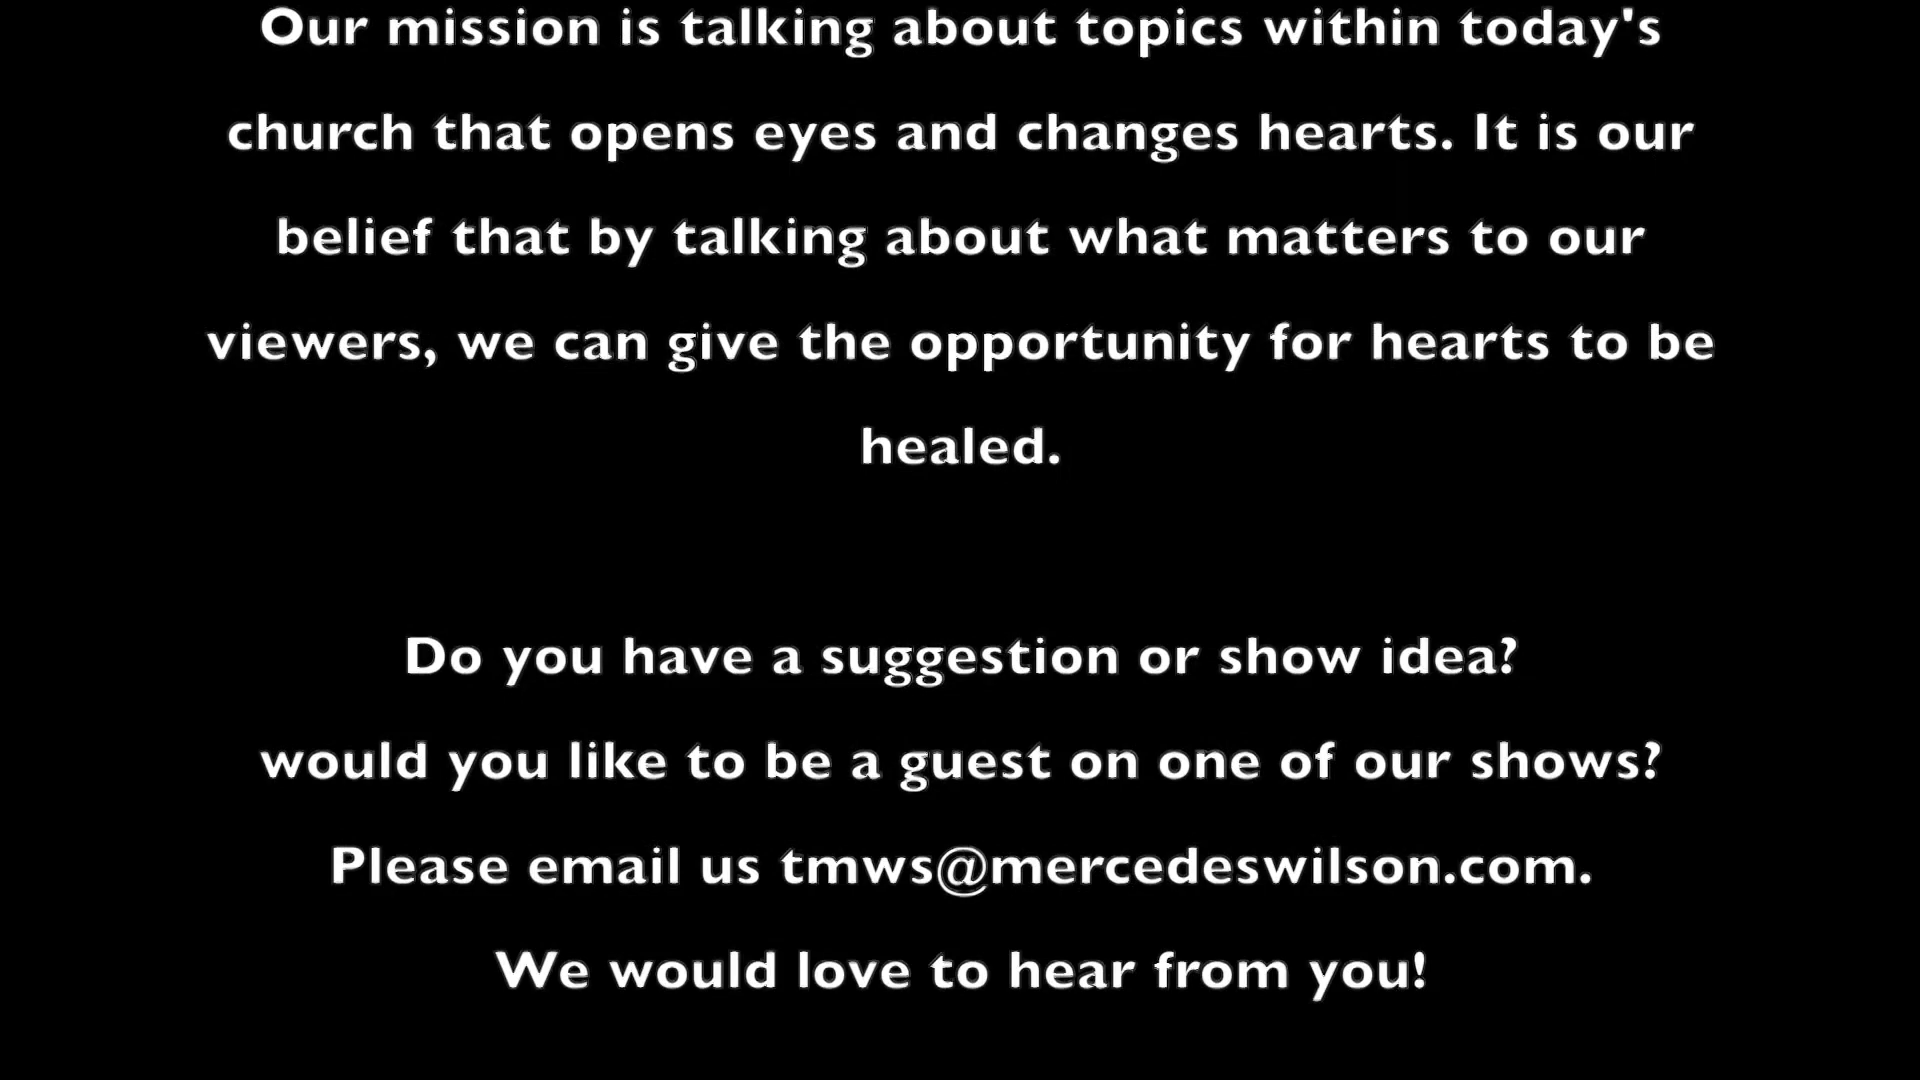 Our mission is talking about topics within today's
church that opens eyes and changes hearts. It is our
belief that by talking about what matters to our
viewers, we can give the opportunity for hearts to be
healed.
Do you have a suggestion or show idea?
would you like to be a guest on one of our shows?
Please email us tmws@mercedeswilson.com.
We would love to hear from you!